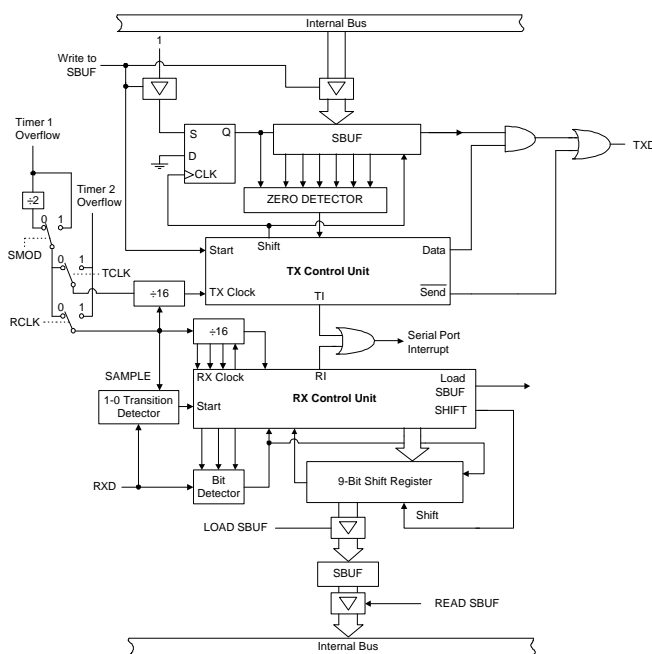 Internal Bus
1
Write to
SBUF
S
Q
D
CLK
SBUF
TXD
Timer 1
Overflow
÷2
Timer 2
Overflow
0
1
SMOD
ZERO DETECTOR
Shift
Start
Data
TX Control Unit
TX Clock
TI
Send
0
1
TCLK
÷16
RCLK
0
1
÷16
Serial Port
Interrupt
SAMPLE
1-0 Transition
Detector
RX Clock
RI
Start
RX Control Unit
Load
SBUF
SHIFT
RXD
Bit
Detector
9-Bit Shift Register
Shift
LOAD SBUF
SBUF
READ SBUF
Internal Bus